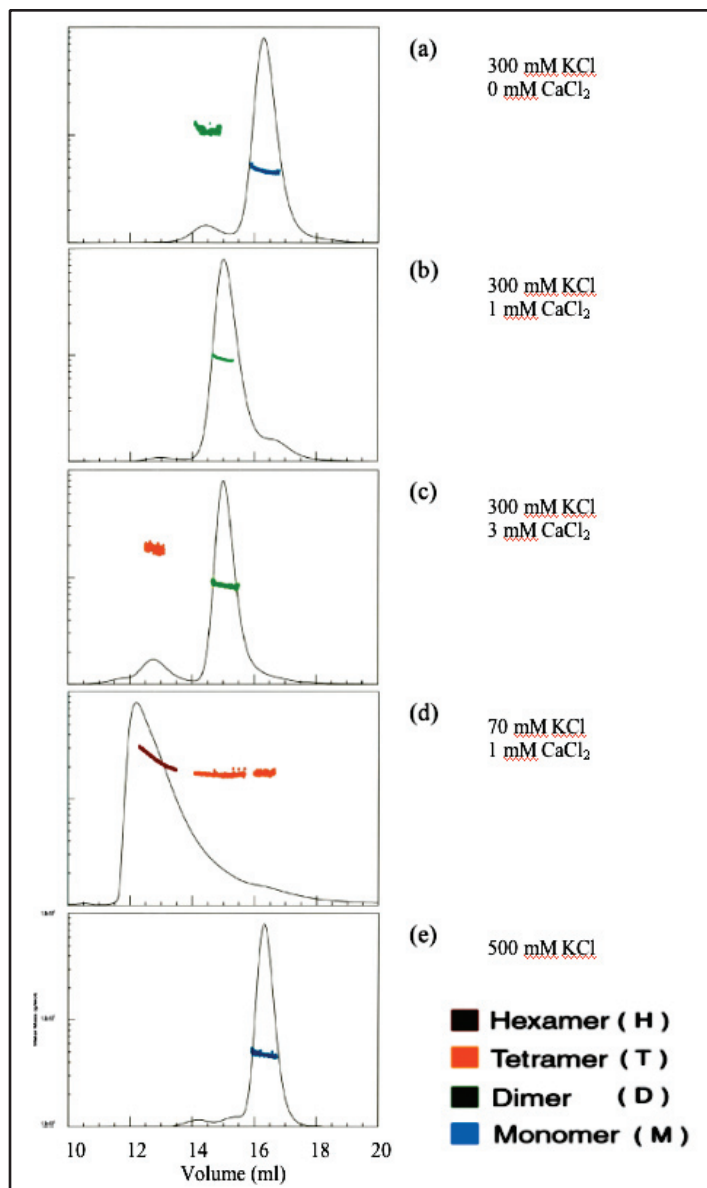 (a)
300 mM KCl
0 mM CaCl₂
(b)
300 mM KCl
1 mM CaCl₂
(c)
300 mM KCl
3 mM CaCl₂
(d)
70 mM KCl
1 mM CaCl₂
(e)
500 mM KCl
Hexamer ( H )
Tetramer ( T )
Dimer ( D )
Monomer ( M )
10 12 14 16 18 20
Volume (ml)